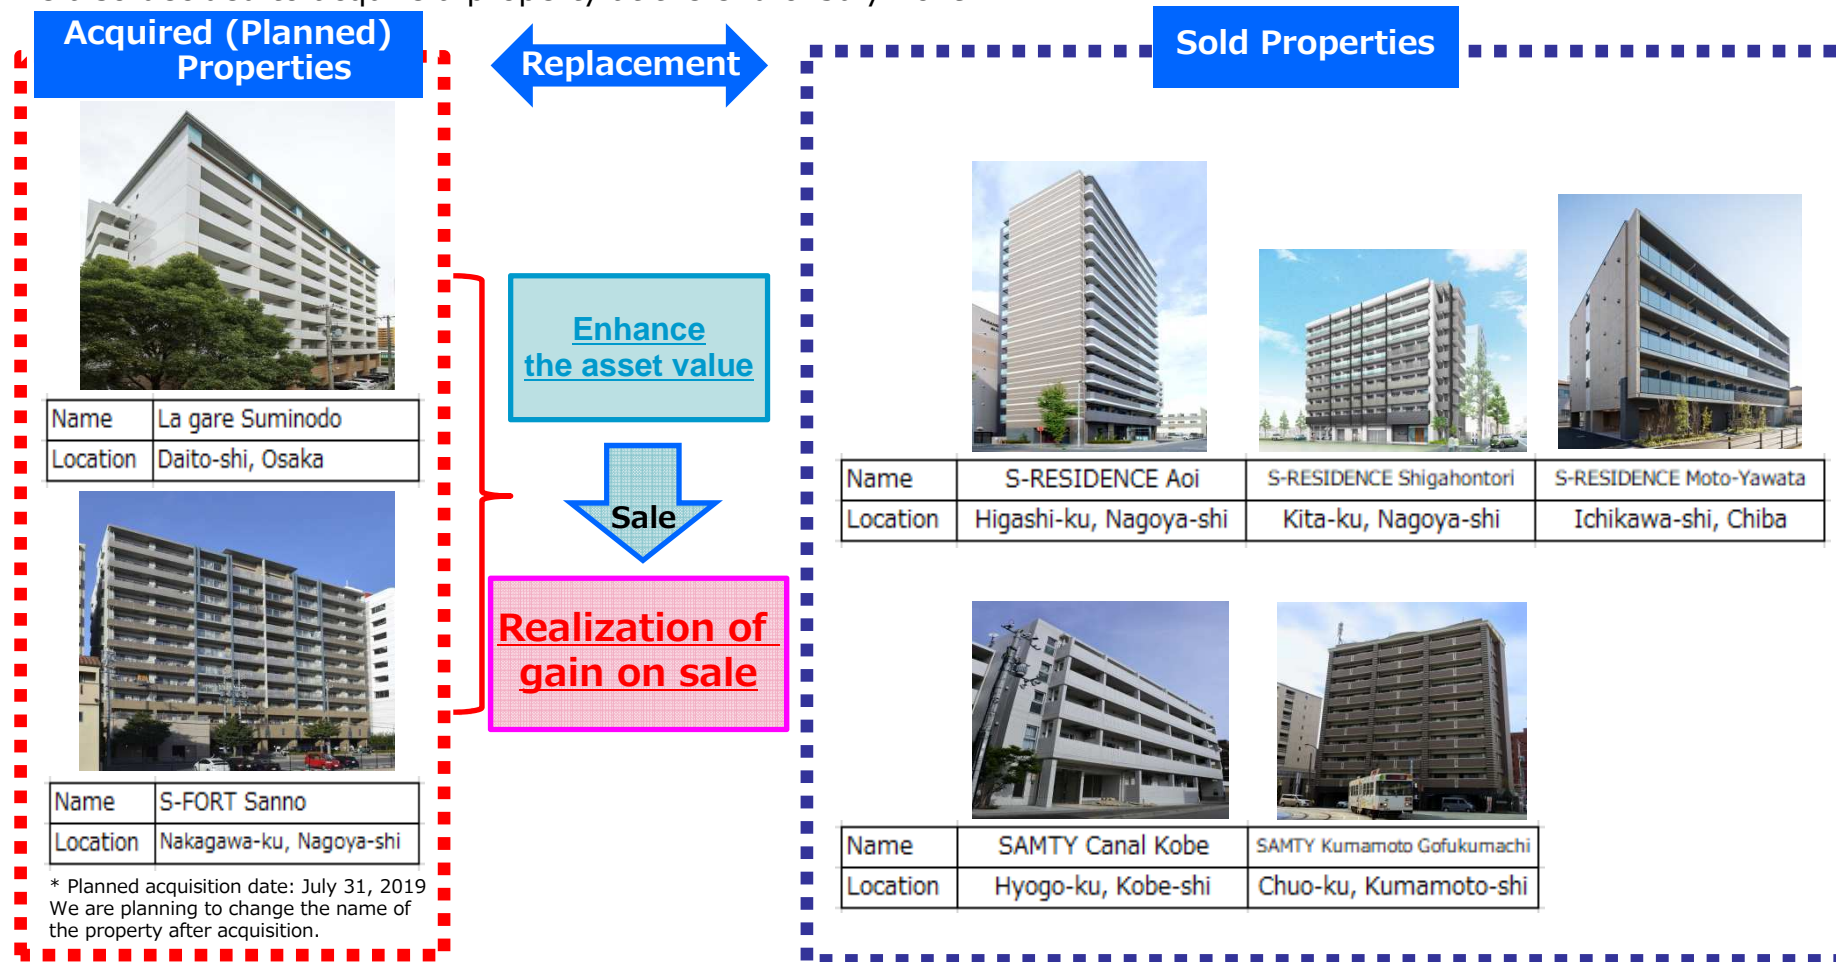 Acquired (Planned)
Properties
Replacement
Sold Properties
Name La gare Suminodo
Location Daito-shi, Osaka
Name S-FORT Sanno
Location Nakagawa-ku, Nagoya-shi
* Planned acquisition date: July 31, 2019
We are planning to change the name of
the property after acquisition.
Enhance
the asset value
Sale
Realization of
gain on sale
Name S-RESIDENCE Aoi S-RESIDENCE Shigahontori S-RESIDENCE Moto-Yawata
Location Higashi-ku, Nagoya-shi Kita-ku, Nagoya-shi Ichikawa-shi, Chiba
Name SAMTY Canal Kobe SAMTY Kumamoto Gofukumachi
Location Hyogo-ku, Kobe-shi Chuo-ku, Kumamoto-shi